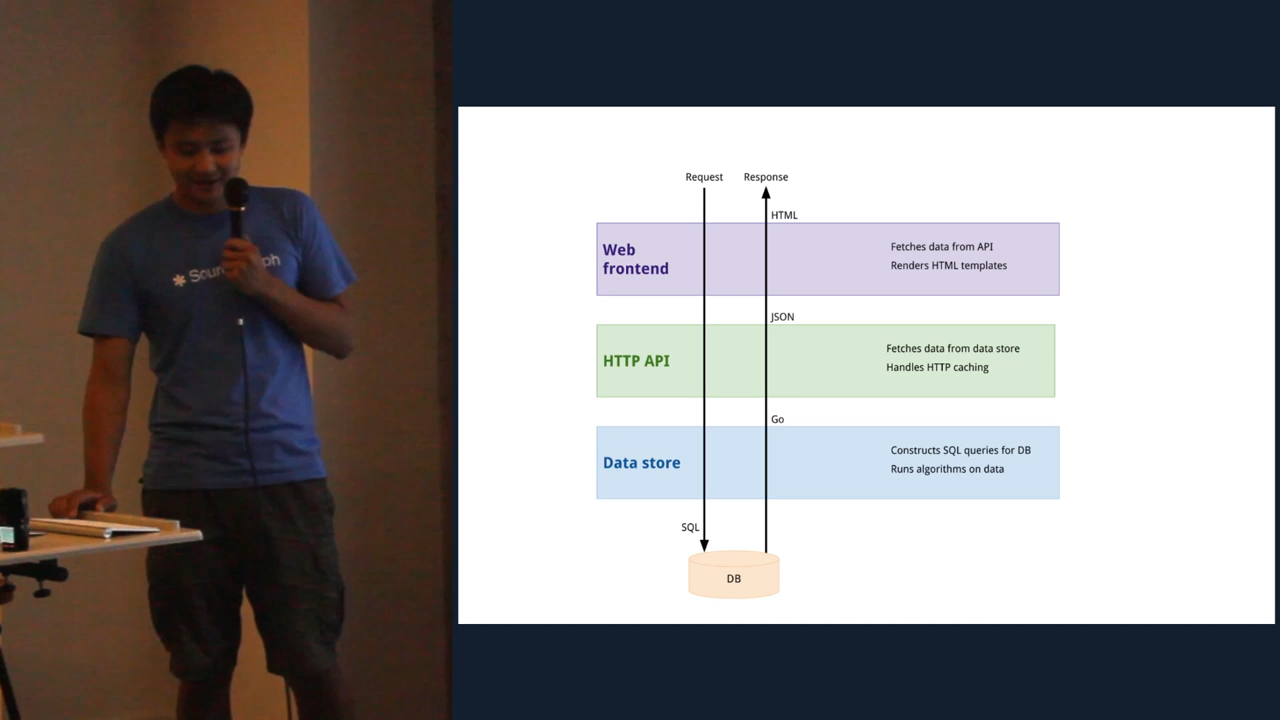 Request
Response
HTML
Web
frontend
Fetches data from API
Renders HTML templates
JSON
HTTP API
Fetches data from data store
Handles HTTP caching
Go
Data store
Constructs SQL queries for DB
Runs algorithms on data
SQL
DB